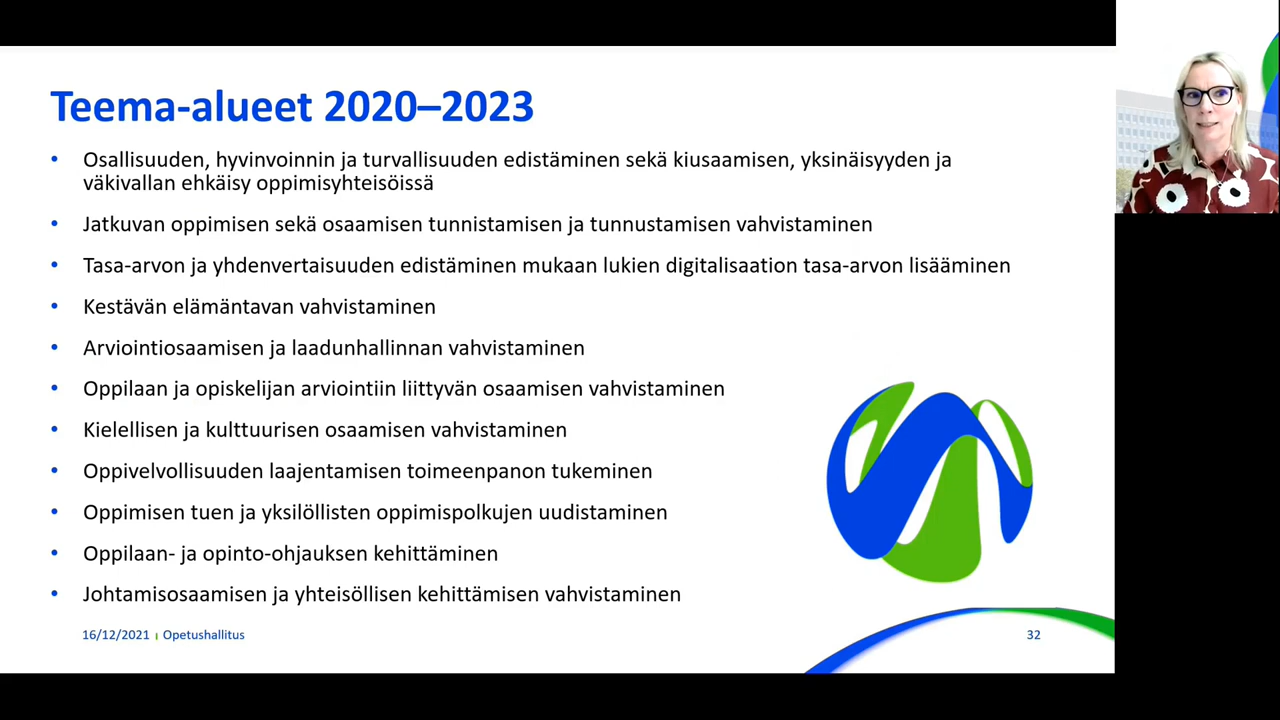 Teema-alueet 2020–2023
• Osallisuuden, hyvinvoinnin ja turvallisuuden edistäminen sekä kiusaamisen, yksinäisyyden ja
väkivallan ehkäisy oppimisyhteisöissä
• Jatkuvan oppimisen sekä osaamisen tunnistamisen ja tunnustamisen vahvistaminen
• Tasa-arvon ja yhdenvertaisuuden edistäminen mukaan lukien digitalisaation tasa-arvon lisääminen
• Kestävän elämäntavan vahvistaminen
• Arviointiosaamisen ja laadunhallinnan vahvistaminen
• Oppilaan ja opiskelijan arviointiin liittyvän osaamisen vahvistaminen
• Kielellisen ja kulttuurisen osaamisen vahvistaminen
• Oppivelvollisuuden laajentamisen toimeenpanon tukeminen
• Oppimisen tuen ja yksilöllisten oppimispolkujen uudistaminen
• Oppilaan- ja opinto-ohjauksen kehittäminen
• Johtamisosaamisen ja yhteisöllisen kehittämisen vahvistaminen
16/12/2021 | Opetushallitus 32